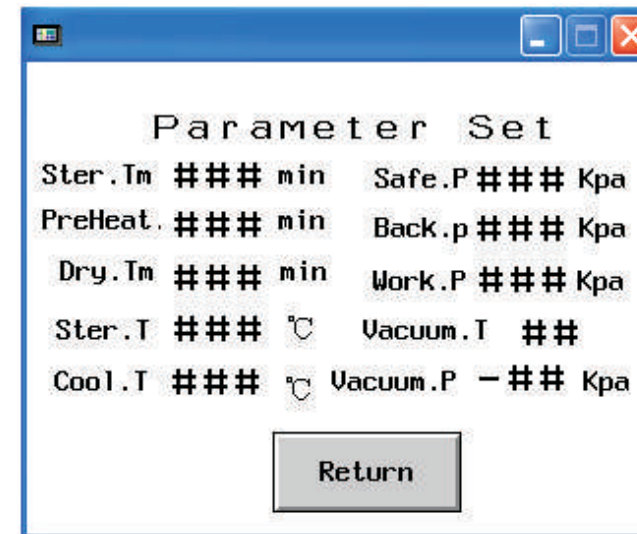 Parameter Set
Ster.Tm ### min Safe.P ### Kpa
PreHeat. ### min Back.p ### Kpa
Dry.Tm ### min Work.P ### Kpa
Ster.T ### ℃ Vacuum.T ##
Cool.T ### ℃ Vacuum.P -## Kpa
Return